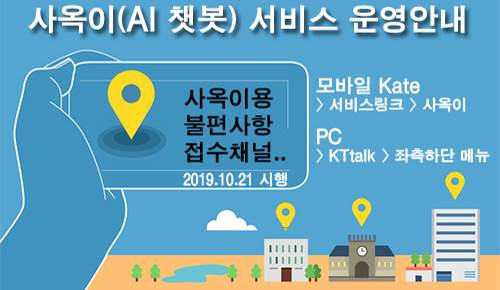 사옥이(AI 챗봇) 서비스 운영안내
사옥이용
불편사항
접수채널..
2019.10.21 시행
모바일 Kate
> 서비스링크 > 사옥이
PC
> KTtalk > 좌측하단 메뉴